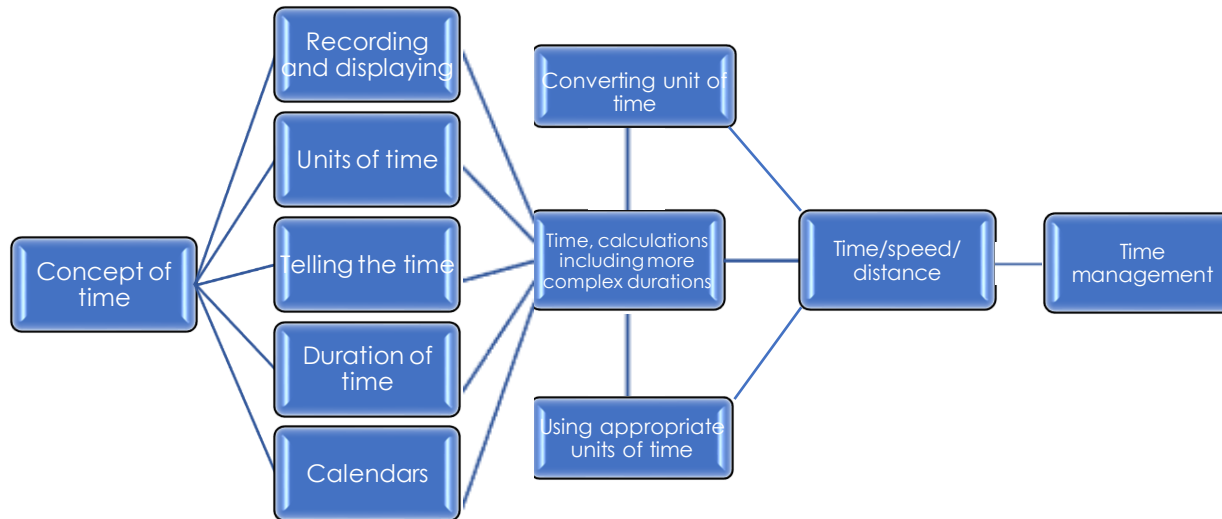 Concept of
time
Recording
and displaying
Units of time
Telling the time
Duration of
time
Calendars
Converting unit of
time
Time, calculations
including more
complex durations
Using appropriate
units of time
Time/speed/
distance
Time
management